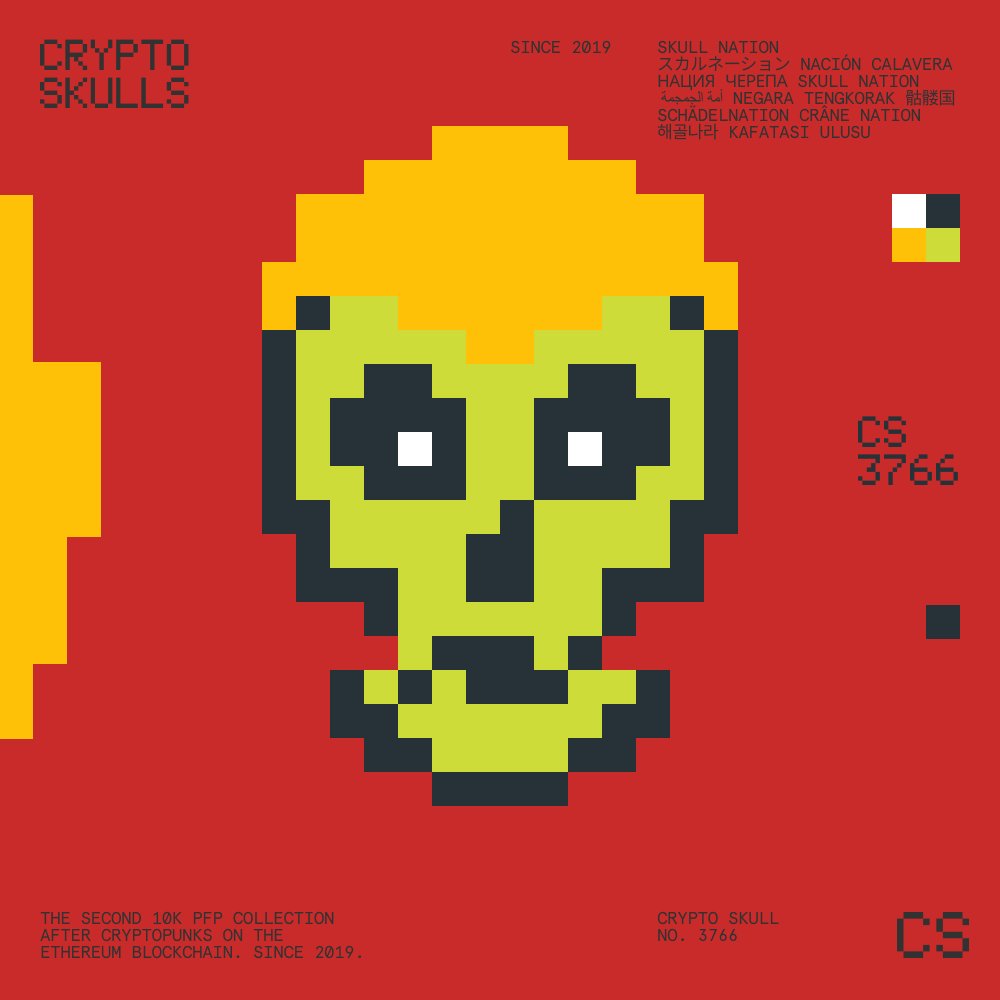 CRYPTO
SKULLS
SINCE 2019
SKULL NATION
スカルネーション NACIÓN CALAVERA
НАЦИЯ ЧЕРЕПА SKULL NATION
أمة الجمجمة NEGARA TENGKORAK 骷髅国
SCHÄDELNATION CRÂNE NATION
해골나라 KAFATASI ULUSU
CS
3766
THE SECOND 10K PFP COLLECTION
AFTER CRYPTOPUNKS ON THE
ETHEREUM BLOCKCHAIN. SINCE 2019.
CRYPTO SKULL
NO. 3766
CS